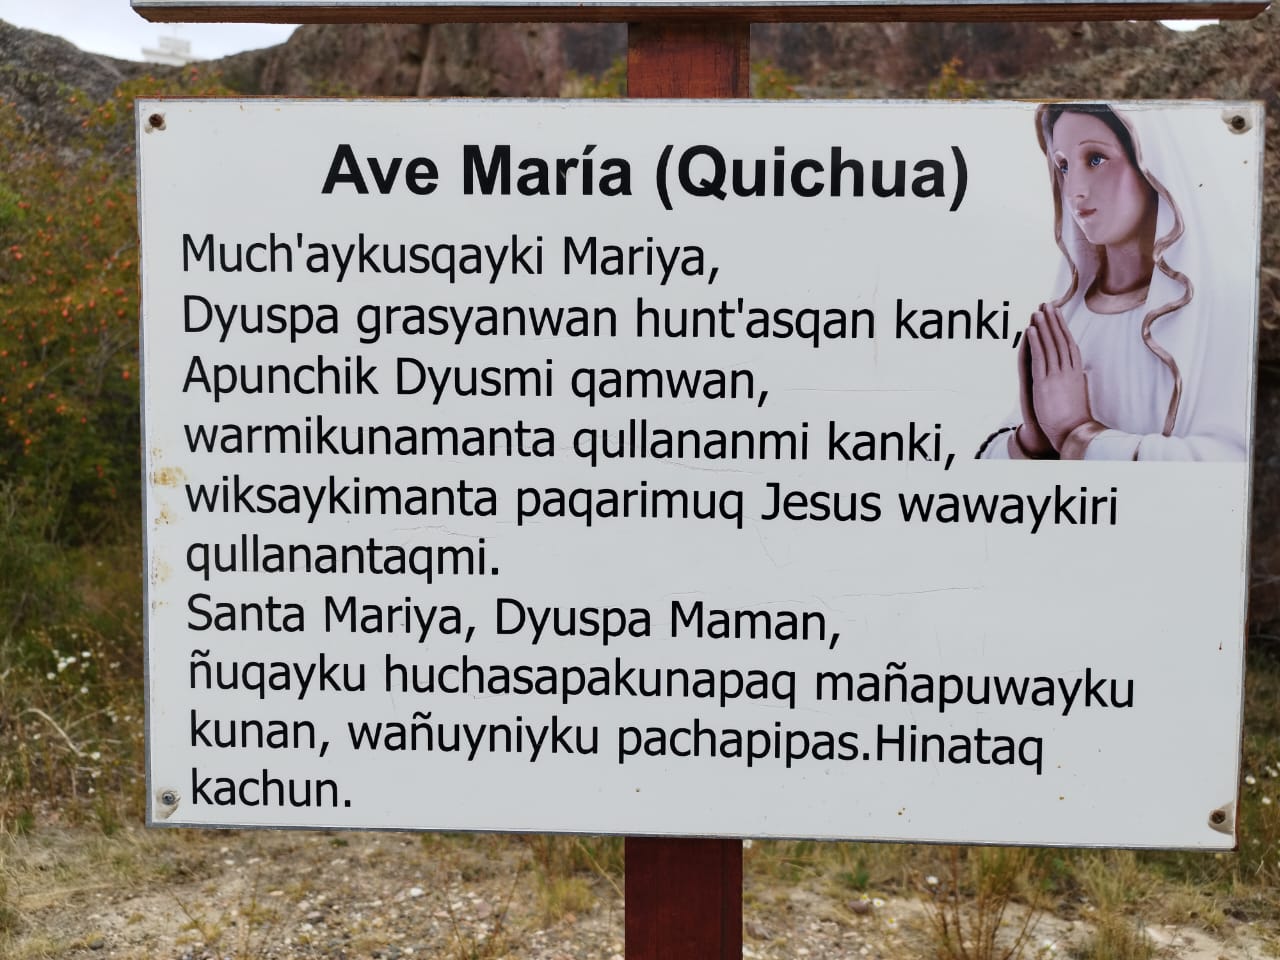 Ave María (Quichua)
Much'aykusqayki Mariya,
Dyuspa grasyanwan hunt'asqan kanki,
Apunchik Dyusmi qamwan,
warmikunamanta qullananmi kanki,
wiksaykimanta paqarimuq Jesus wawaykiri
qullanantaqmi.
Santa Mariya, Dyuspa Maman,
ñuqayku huchasapakunapaq mañapuwayku
kunan, wañuyniyku pachapipas.Hinataq
kachun.